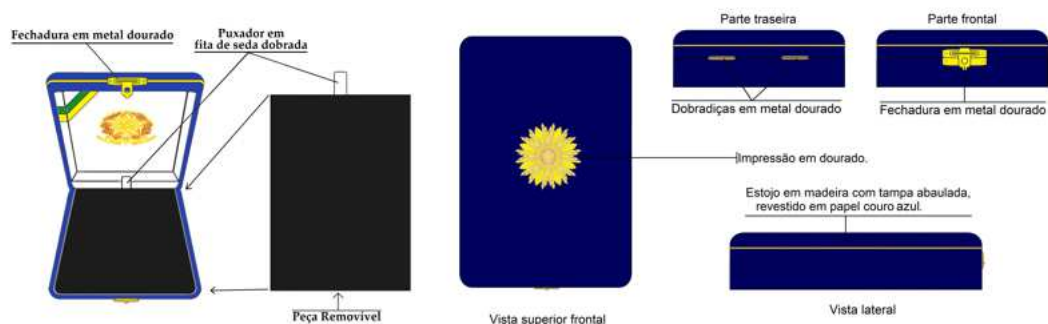 Fechadura em metal dourado
Puxador em
fita de seda dobrada
Peça Removível
Vista superior frontal
Parte traseira
Dobradiças em metal dourado
Parte frontal
Fechadura em metal dourado
Impressão em dourado.
Estojo em madeira com tampa abaulada,
revestido em papel couro azul.
Vista lateral